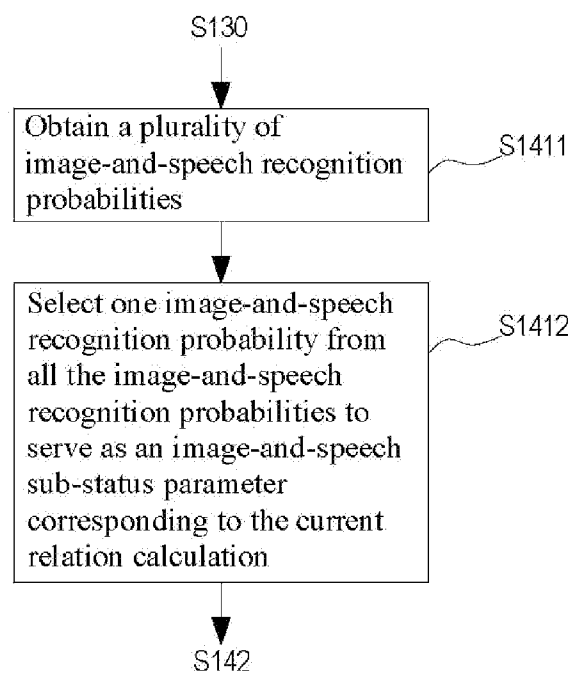 S130
Obtain a plurality of
image-and-speech recognition
probabilities
S1411
Select one image-and-speech
recognition probability from
all the image-and-speech
recognition probabilities to
serve as an image-and-speech
sub-status parameter
corresponding to the current
relation calculation
S1412
S142